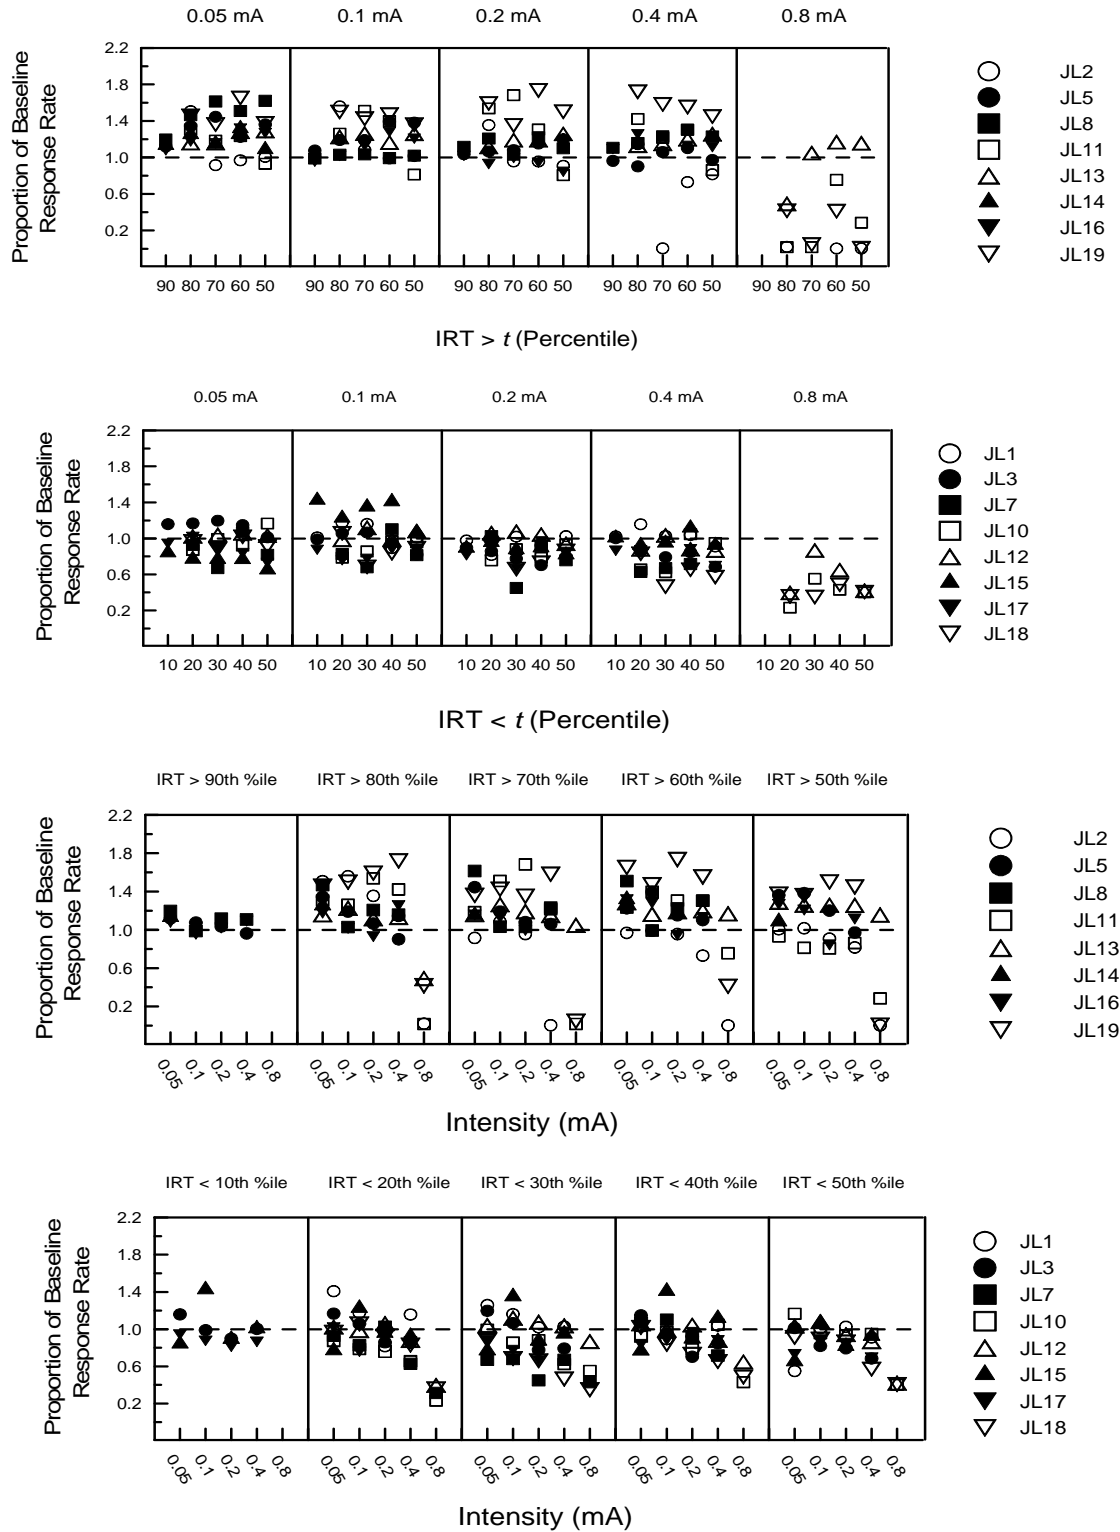 0.05 mA 0.1 mA 0.2 mA 0.4 mA 0.8 mA
Proportion of Baseline
Response Rate
2.2
1.8
1.4
1.0
0.6
0.2
JL2
JL5
JL8
JL11
JL13
JL14
JL16
JL19
90 80 70 60 50 90 80 70 60 50 90 80 70 60 50 90 80 70 60 50 90 80 70 60 50
IRT > t (Percentile)
0.05 mA 0.1 mA 0.2 mA 0.4 mA 0.8 mA
Proportion of Baseline
Response Rate
2.2
1.8
1.4
1.0
0.6
0.2
JL1
JL3
JL7
JL10
JL12
JL15
JL17
JL18
10 20 30 40 50 10 20 30 40 50 10 20 30 40 50 10 20 30 40 50 10 20 30 40 50
IRT < t (Percentile)
IRT > 90th %ile IRT > 80th %ile IRT > 70th %ile IRT > 60th %ile IRT > 50th %ile
Proportion of Baseline
Response Rate
2.2
1.8
1.4
1.0
0.6
0.2
JL2
JL5
JL8
JL11
JL13
JL14
JL16
JL19
0.05 0.1 0.2 0.4 0.8 0.05 0.1 0.2 0.4 0.8 0.05 0.1 0.2 0.4 0.8 0.05 0.1 0.2 0.4 0.8 0.05 0.1 0.2 0.4 0.8
Intensity (mA)
IRT < 10th %ile IRT < 20th %ile IRT < 30th %ile IRT < 40th %ile IRT < 50th %ile
Proportion of Baseline
Response Rate
2.2
1.8
1.4
1.0
0.6
0.2
JL1
JL3
JL7
JL10
JL12
JL15
JL17
JL18
0.05 0.1 0.2 0.4 0.8 0.05 0.1 0.2 0.4 0.8 0.05 0.1 0.2 0.4 0.8 0.05 0.1 0.2 0.4 0.8 0.05 0.1 0.2 0.4 0.8
Intensity (mA)